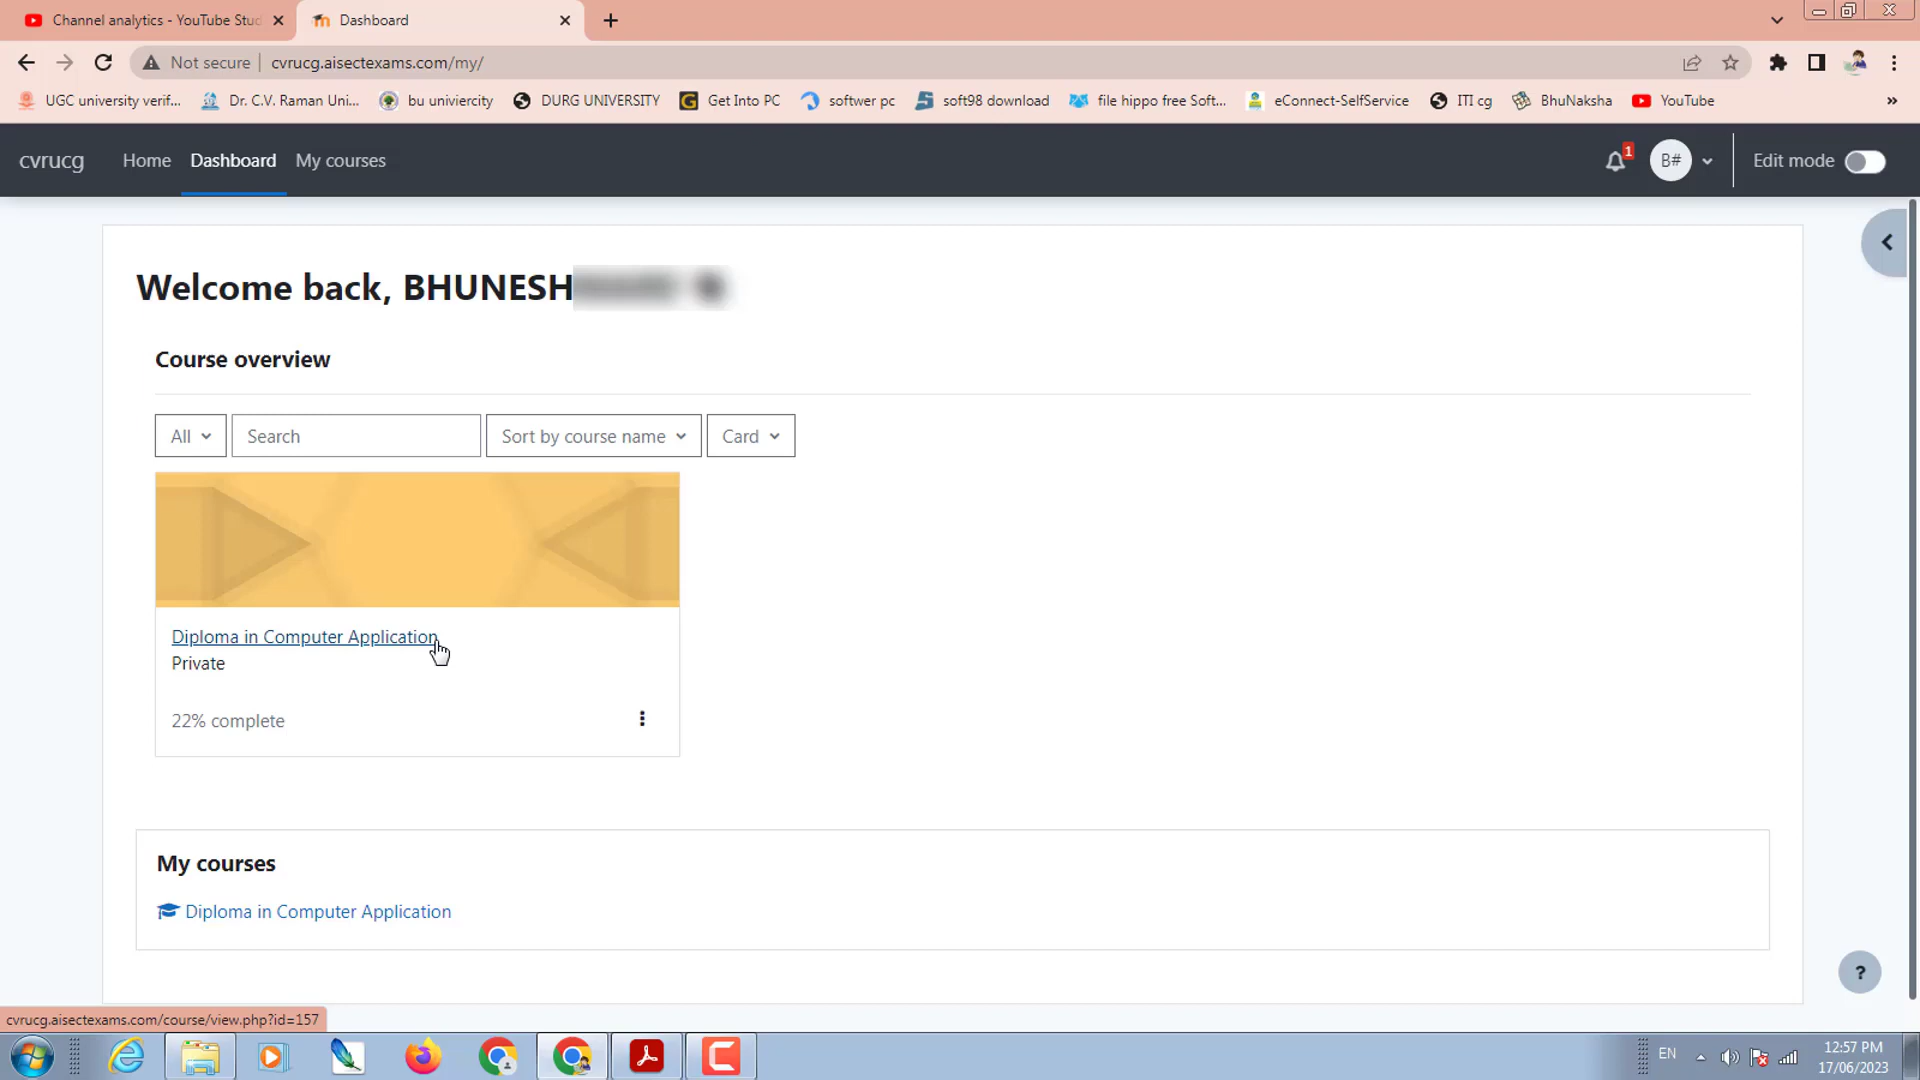 Channel analytics - YouTube Stud
Dashboard
Not secure
cvrucg.aisectexams.com/my/
UGC university verif...
Dr. C.V. Raman Uni...
bu univiercity
DURG UNIVERSITY
Get Into PC
softwer pc
soft98 download
file hippo free Soft...
eConnect-SelfService
ITI cg
BhuNaksha
YouTube
»
cvrucg
Home
Dashboard
My courses
1
B#
Edit mode
Welcome back, BHUNESH
Course overview
All
Search
Sort by course name
Card
Diploma in Computer Application
Private
22% complete
My courses
Diploma in Computer Application
?
cvrucg.aisectexams.com/course/view.php?id=157
EN
12:57 PM
17/06/2023